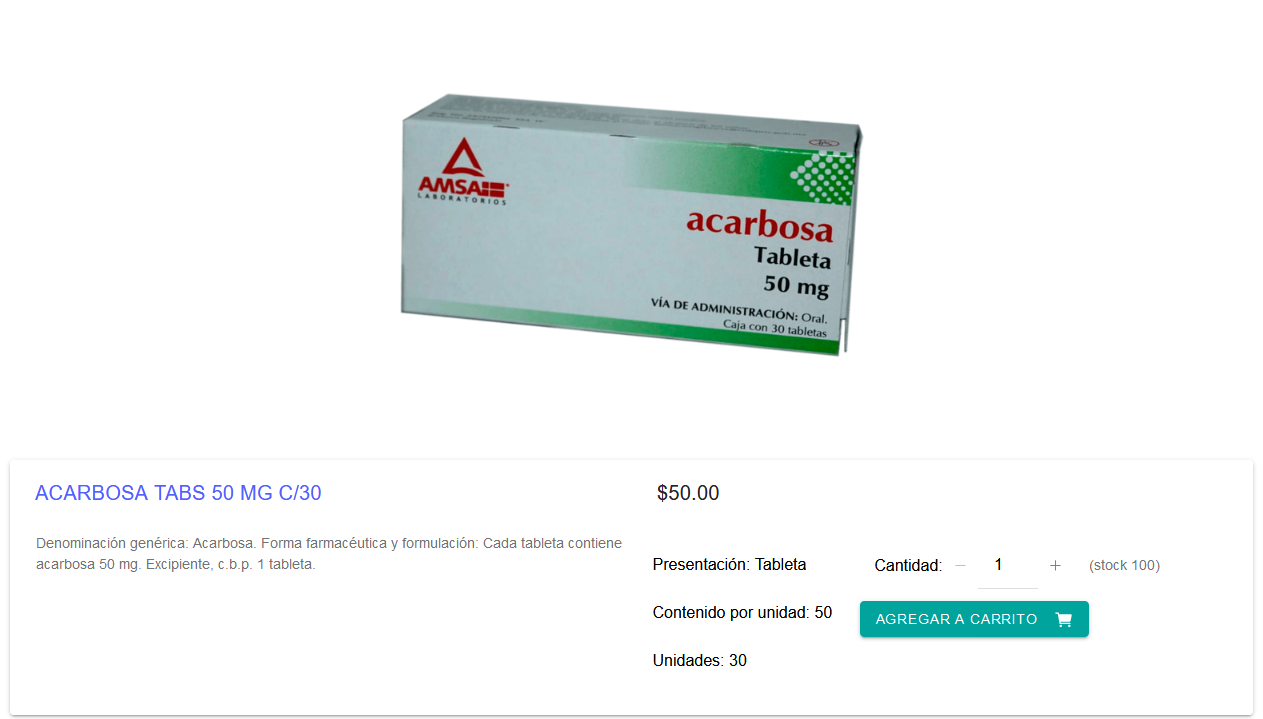 AMSA
LABORATORIOS
acarbosa
Tableta
50 mg
VÍA DE ADMINISTRACIÓN: Oral.
Caja con 30 tabletas
ACARBOSA TABS 50 MG C/30
$50.00
Denominación genérica: Acarbosa. Forma farmacéutica y formulación: Cada tableta contiene
acarbosa 50 mg. Excipiente, c.b.p. 1 tableta.
Presentación: Tableta
Cantidad: − 1 + (stock 100)
Contenido por unidad: 50
AGREGAR A CARRITO
Unidades: 30